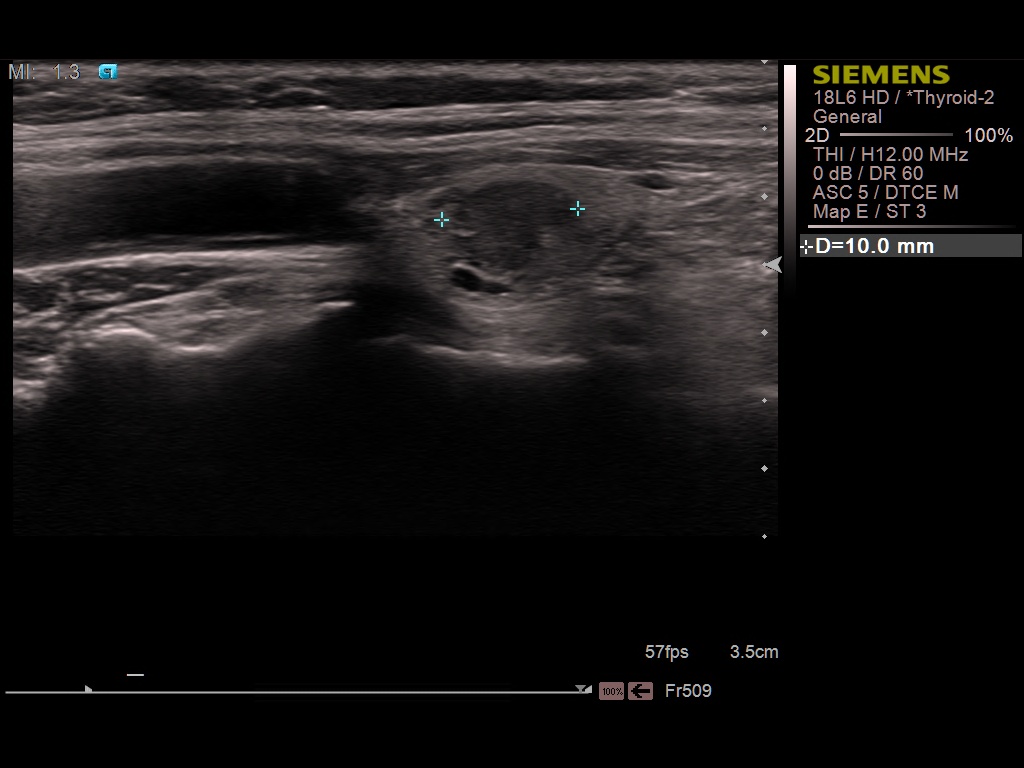 MI: 1.3
SIEMENS
18L6 HD / *Thyroid-2
General
2D 100%
THI / H12.00 MHz
0 dB / DR 60
ASC 5 / DTCE M
Map E / ST 3
D=10.0 mm
57fps 3.5cm
100% Fr509